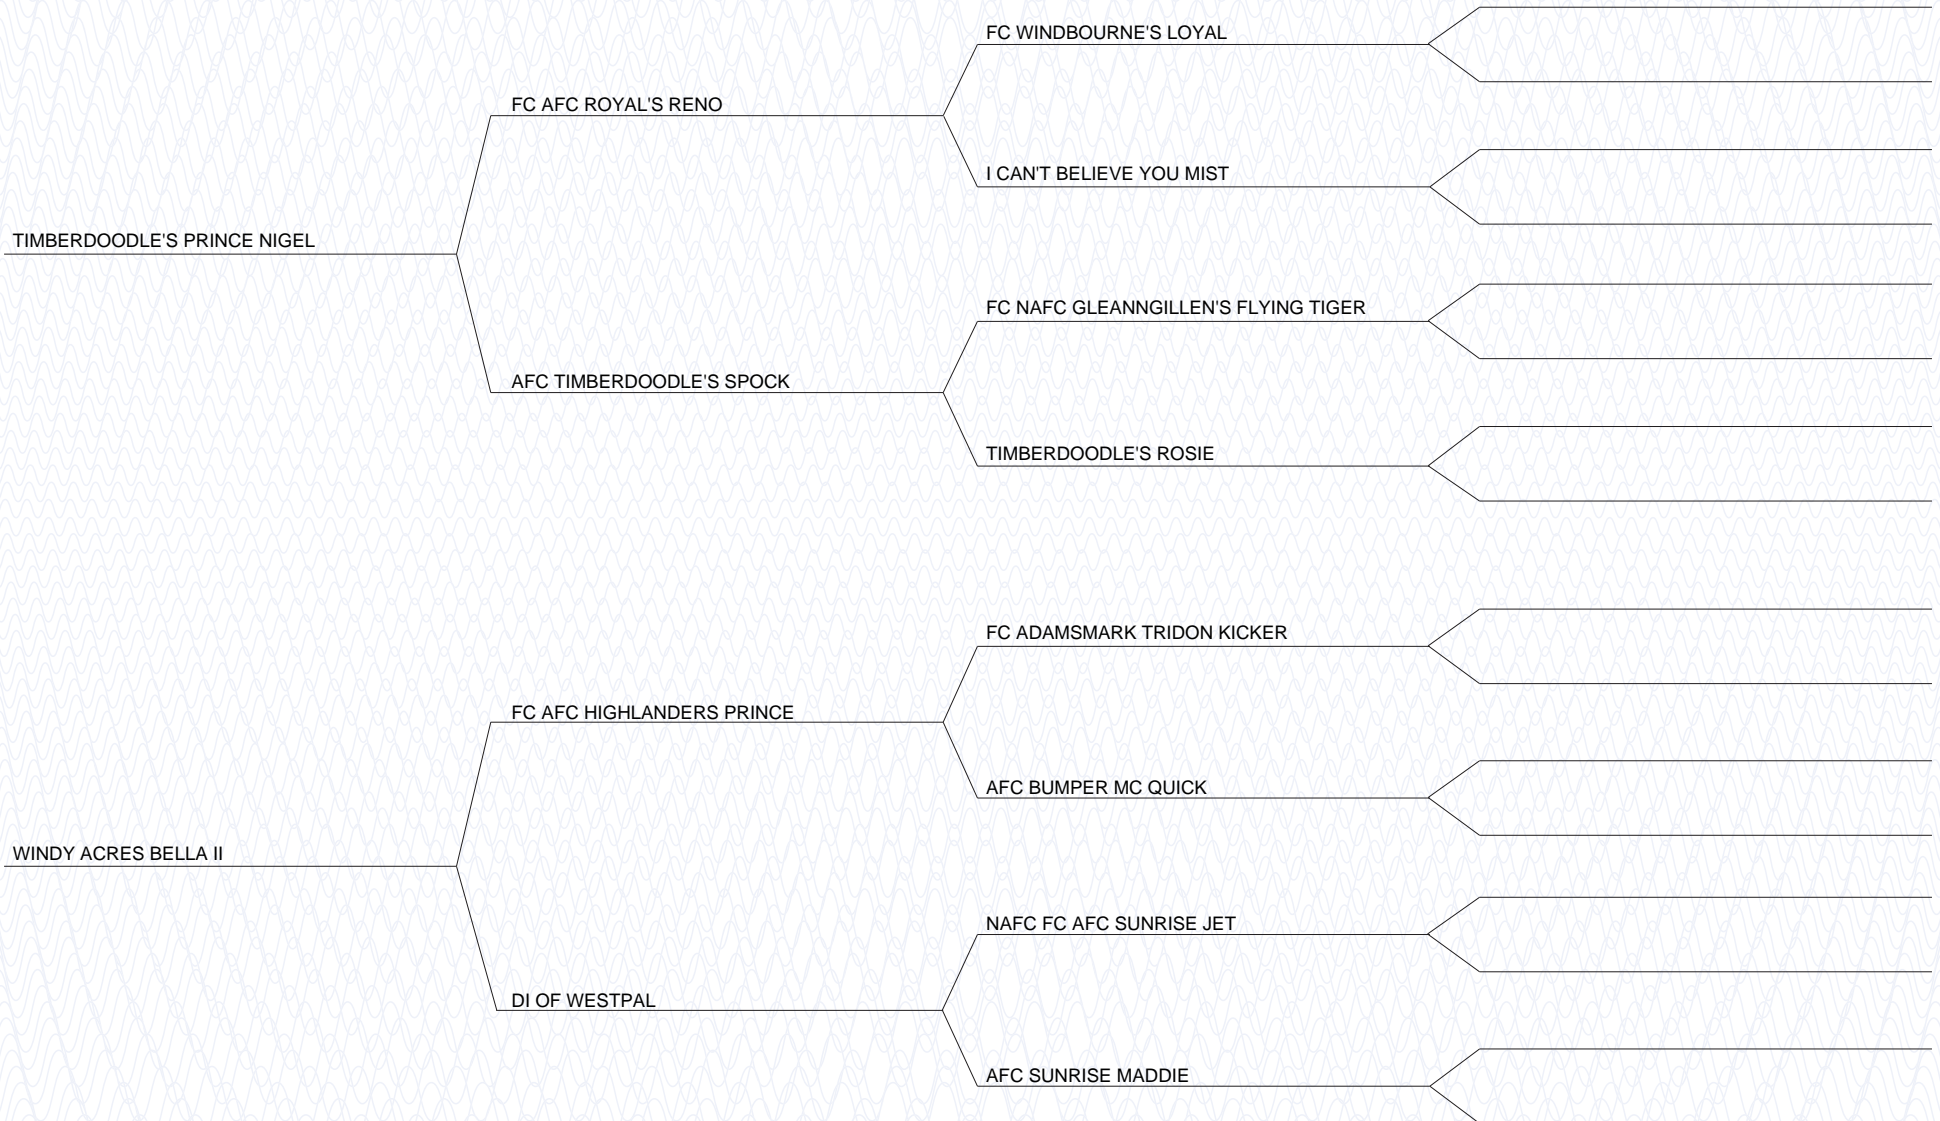 FC WINDBOURNE'S LOYAL
FC AFC ROYAL'S RENO
I CAN'T BELIEVE YOU MIST
TIMBERDOODLE'S PRINCE NIGEL
FC NAFC GLEANNGILLEN'S FLYING TIGER
AFC TIMBERDOODLE'S SPOCK
TIMBERDOODLE'S ROSIE
FC ADAMSMARK TRIDON KICKER
FC AFC HIGHLANDERS PRINCE
AFC BUMPER MC QUICK
WINDY ACRES BELLA II
NAFC FC AFC SUNRISE JET
DI OF WESTPAL
AFC SUNRISE MADDIE